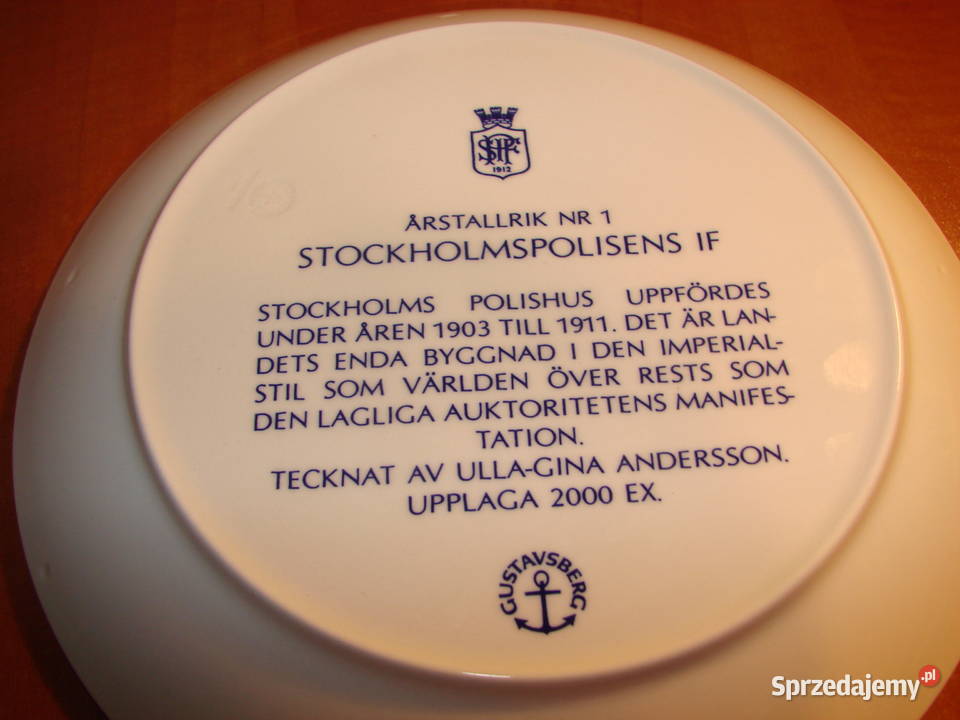 SHPF
1912
ÅRSTALLRIK NR 1
STOCKHOLMSPOLISENS IF
STOCKHOLMS POLISHUS UPPFÖRDES
UNDER ÅREN 1903 TILL 1911. DET ÄR LAN-
DETS ENDA BYGGNAD I DEN IMPERIAL-
STIL SOM VÄRLDEN ÖVER RESTS SOM
DEN LAGLIGA AUKTORITETENS MANIFES-
TATION.
TECKNAT AV ULLA-GINA ANDERSSON.
UPPLAGA 2000 EX.
GUSTAVSBERG
Sprzedajemy.pl